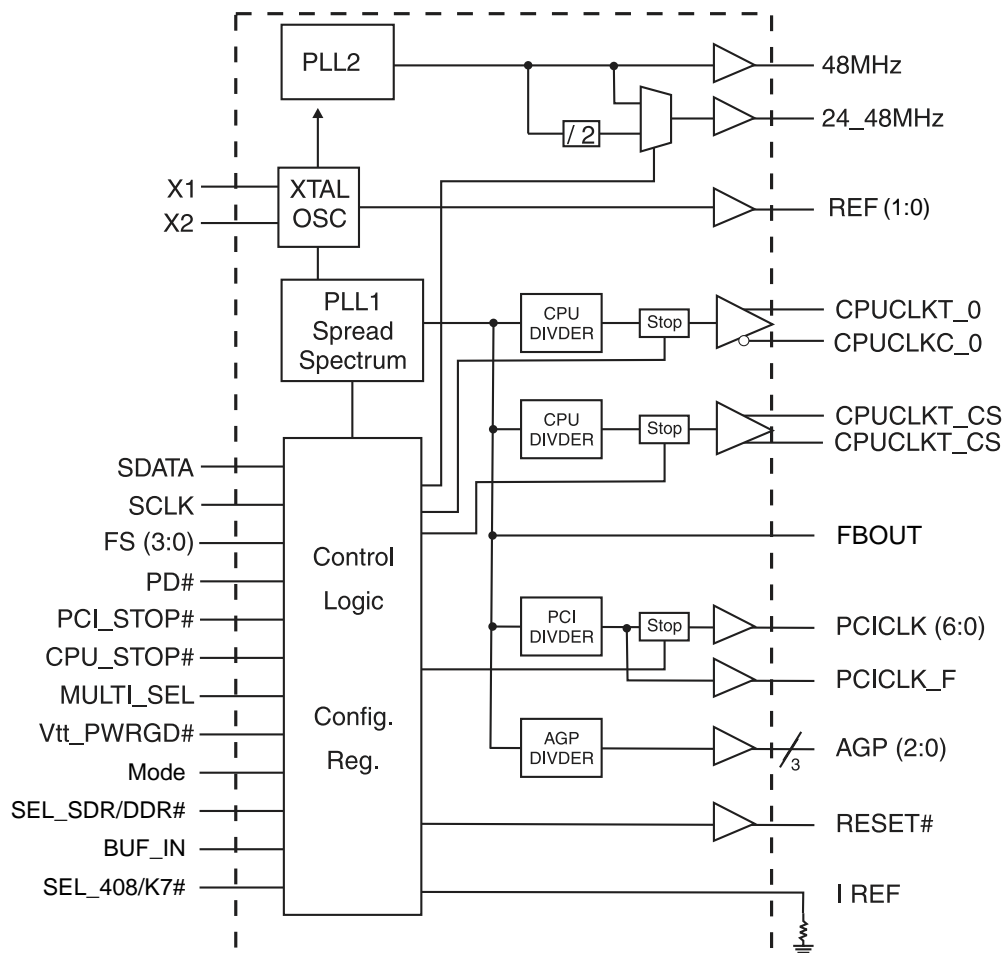 PLL2
48MHz
24_48MHz
/ 2
X1
X2
XTAL
OSC
REF (1:0)
PLL1
Spread
Spectrum
CPU
DIVDER
Stop
CPUCLKT_0
CPUCLKC_0
CPU
DIVDER
Stop
CPUCLKT_CS
CPUCLKT_CS
SDATA
SCLK
FS (3:0)
PD#
PCI_STOP#
CPU_STOP#
MULTI_SEL
Vtt_PWRGD#
Mode
SEL_SDR/DDR#
BUF_IN
SEL_408/K7#
Control
Logic
Config.
Reg.
FBOUT
PCI
DIVDER
Stop
PCICLK (6:0)
PCICLK_F
AGP
DIVDER
3
AGP (2:0)
RESET#
I REF